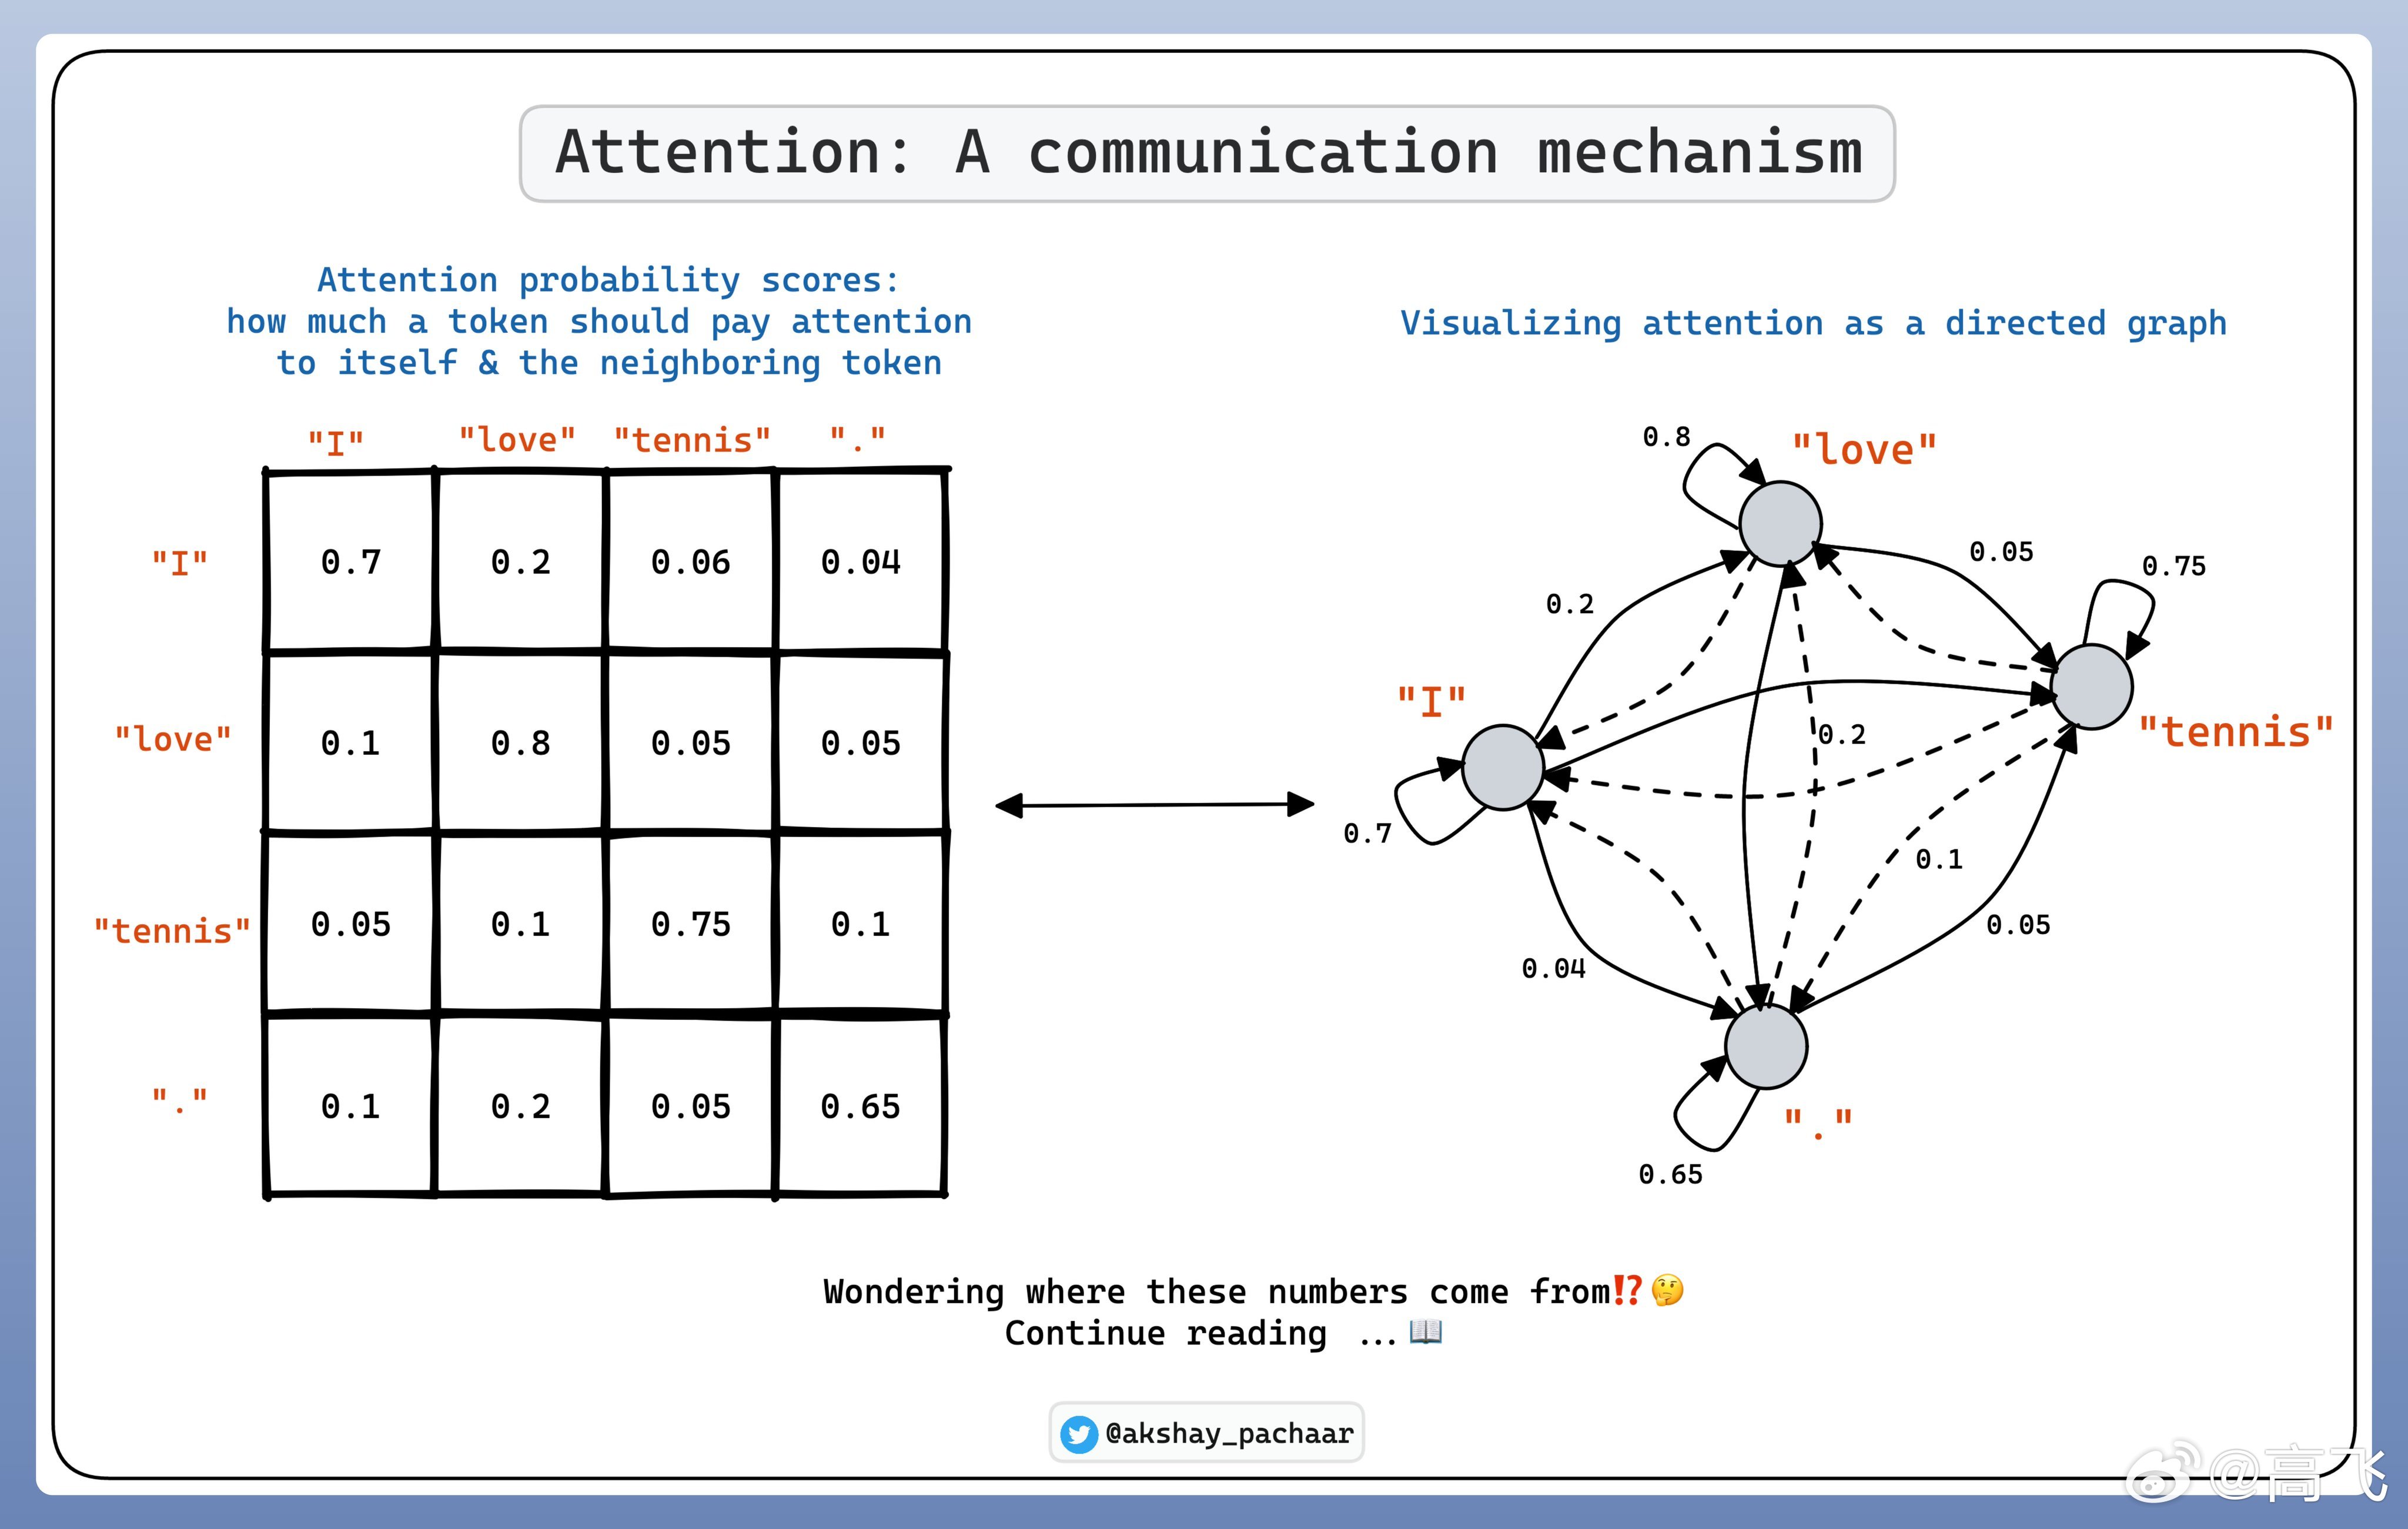 Attention: A communication mechanism
Attention probability scores:
how much a token should pay attention
to itself & the neighboring token
"I" "love" "tennis" "."
"I" 0.7 0.2 0.06 0.04
"love" 0.1 0.8 0.05 0.05
"tennis" 0.05 0.1 0.75 0.1
"." 0.1 0.2 0.05 0.65
Visualizing attention as a directed graph
0.8
"love"
0.05
0.75
0.2
"I"
0.2
"tennis"
0.7
0.1
0.05
0.04
"."
0.65
Wondering where these numbers come from⁉️🤔
Continue reading ... 📖
@akshay_pachaar
@高飞